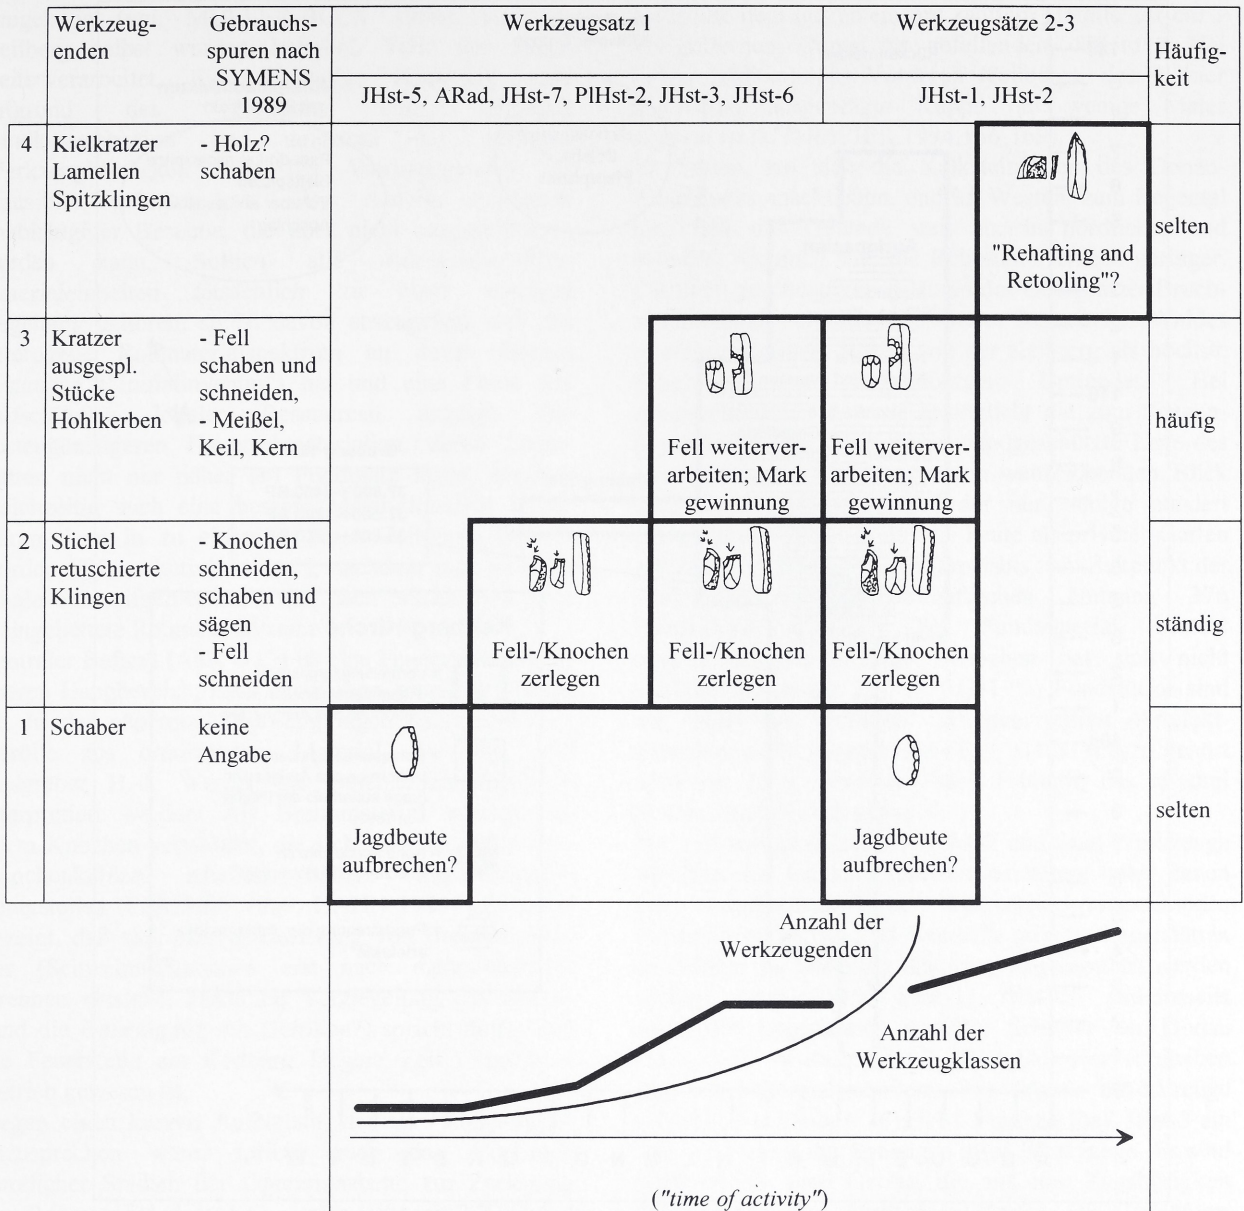 Werkzeug-
enden
Gebrauchs-
spuren nach
SYMENS
1989
Werkzeugsatz 1
JHst-5, ARad, JHst-7, PlHst-2, JHst-3, JHst-6
Werkzeugsätze 2-3
JHst-1, JHst-2
Häufig-
keit
4
Kielkratzer
Lamellen
Spitzklingen
- Holz?
schaben
"Rehafting and
Retooling"?
selten
3
Kratzer
ausgespl.
Stücke
Hohlkerben
- Fell
schaben und
schneiden,
- Meißel,
Keil, Kern
Fell weiterver-
arbeiten; Mark
gewinnung
Fell weiterver-
arbeiten; Mark
gewinnung
häufig
2
Stichel
retuschierte
Klingen
- Knochen
schneiden,
schaben und
sägen
- Fell
schneiden
Fell-/Knochen
zerlegen
Fell-/Knochen
zerlegen
Fell-/Knochen
zerlegen
ständig
1
Schaber
keine
Angabe
Jagdbeute
aufbrechen?
Jagdbeute
aufbrechen?
selten
Anzahl der
Werkzeugenden
Anzahl der
Werkzeugklassen
("time of activity")